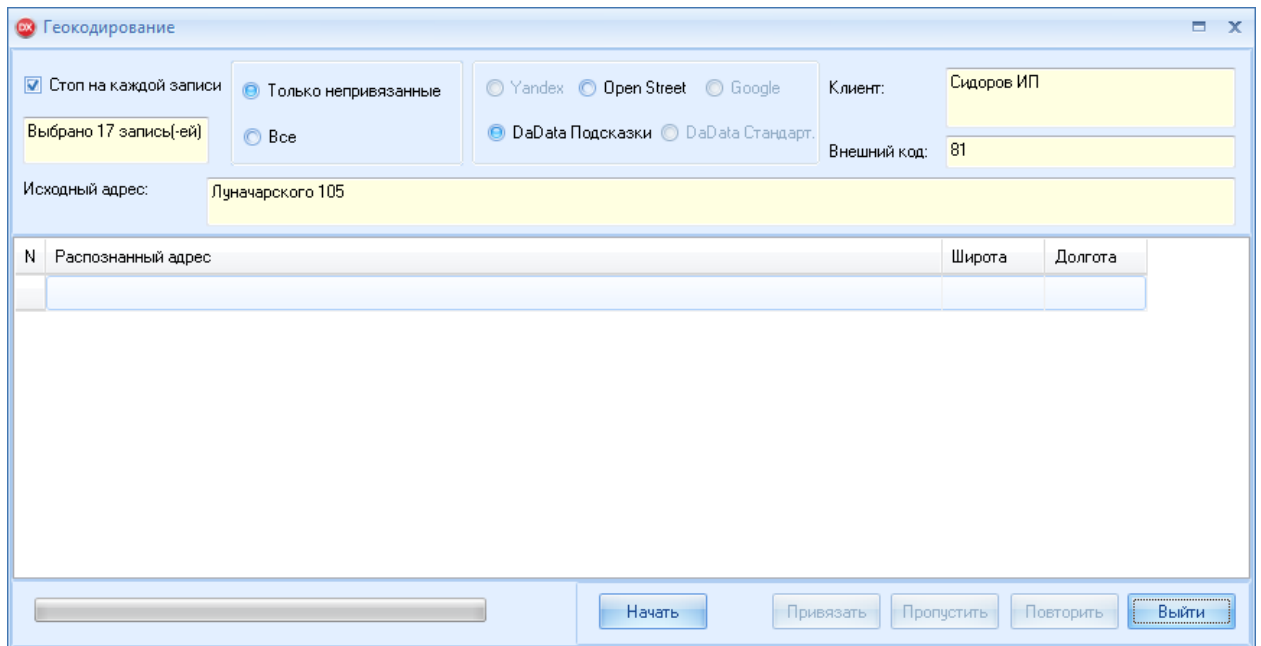 DX Геокодирование
Стоп на каждой записи
Выбрано 17 запись(-ей)
Только непривязанные
Все
Yandex Open Street Google
DaData Подсказки DaData Стандарт.
Клиент: Сидоров ИП
Внешний код: 81
Исходный адрес: Луначарского 105
N Распознанный адрес Широта Долгота
Начать Привязать Пропустить Повторить Выйти